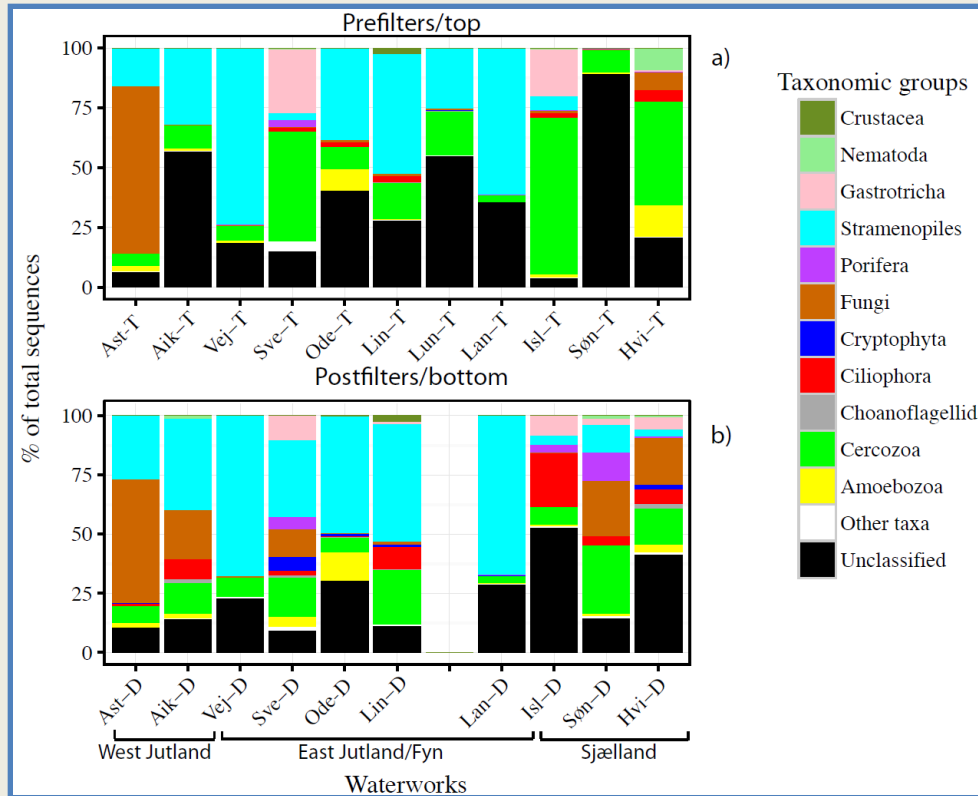 Prefilters/top
a)
% of total sequences
100
75
50
25
0
Ast-T
Aik-T
Vej-T
Sve-T
Ode-T
Lin-T
Lun-T
Lan-T
Isl-T
Søn-T
Hvi-T
Postfilters/bottom
b)
100
75
50
25
0
Ast-D
Aik-D
Vej-D
Sve-D
Ode-D
Lin-D
Lan-D
Isl-D
Søn-D
Hvi-D
West Jutland
East Jutland/Fyn
Sjælland
Waterworks
Taxonomic groups
Crustacea
Nematoda
Gastrotricha
Stramenopiles
Porifera
Fungi
Cryptophyta
Ciliophora
Choanoflagellid
Cercozoa
Amoebozoa
Other taxa
Unclassified